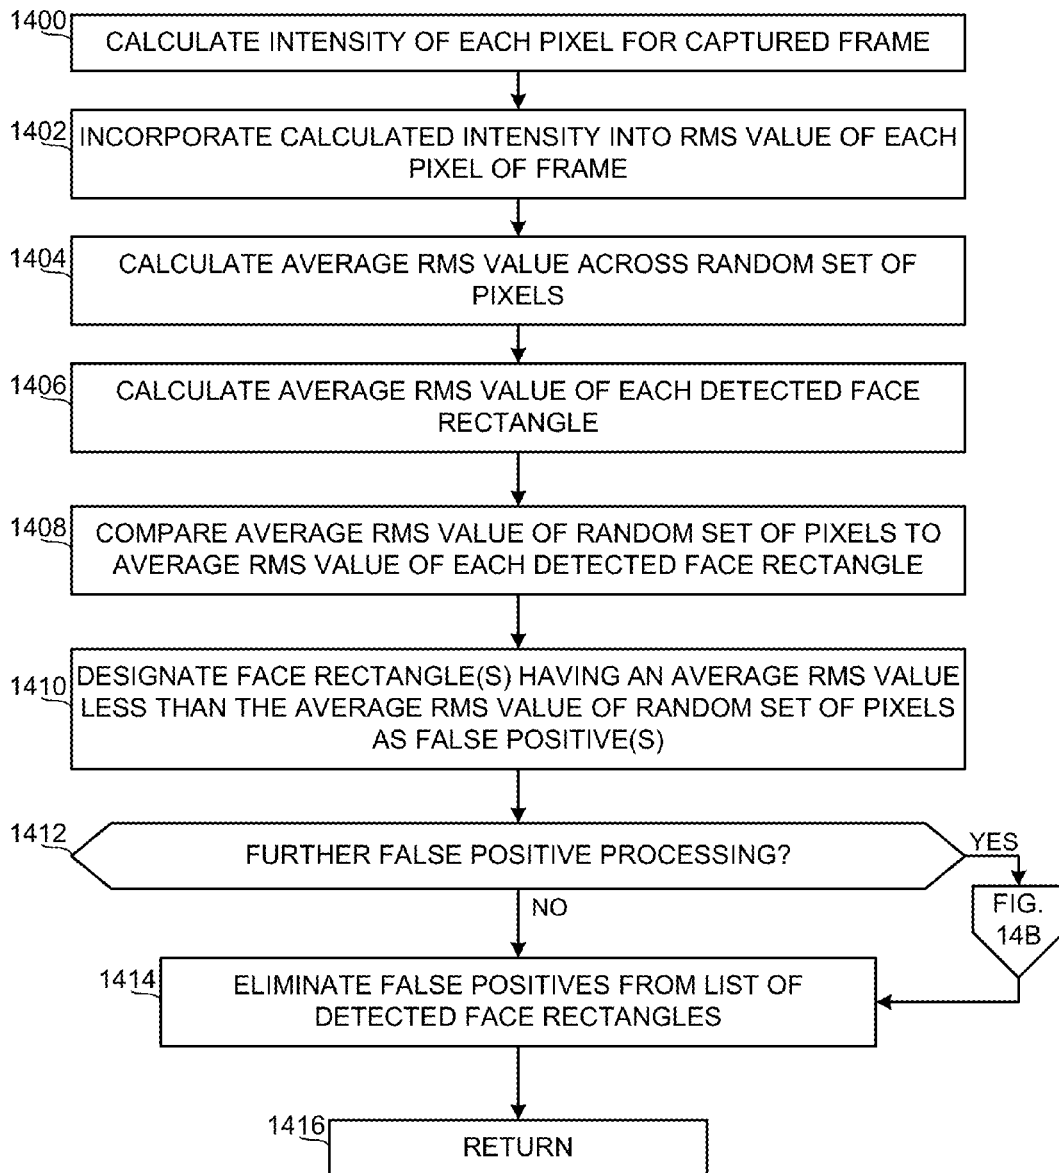 1400
CALCULATE INTENSITY OF EACH PIXEL FOR CAPTURED FRAME
1402
INCORPORATE CALCULATED INTENSITY INTO RMS VALUE OF EACH
PIXEL OF FRAME
1404
CALCULATE AVERAGE RMS VALUE ACROSS RANDOM SET OF
PIXELS
1406
CALCULATE AVERAGE RMS VALUE OF EACH DETECTED FACE
RECTANGLE
1408
COMPARE AVERAGE RMS VALUE OF RANDOM SET OF PIXELS TO
AVERAGE RMS VALUE OF EACH DETECTED FACE RECTANGLE
1410
DESIGNATE FACE RECTANGLE(S) HAVING AN AVERAGE RMS VALUE
LESS THAN THE AVERAGE RMS VALUE OF RANDOM SET OF PIXELS
AS FALSE POSITIVE(S)
1412
FURTHER FALSE POSITIVE PROCESSING?
YES
NO
FIG.
14B
1414
ELIMINATE FALSE POSITIVES FROM LIST OF
DETECTED FACE RECTANGLES
1416
RETURN